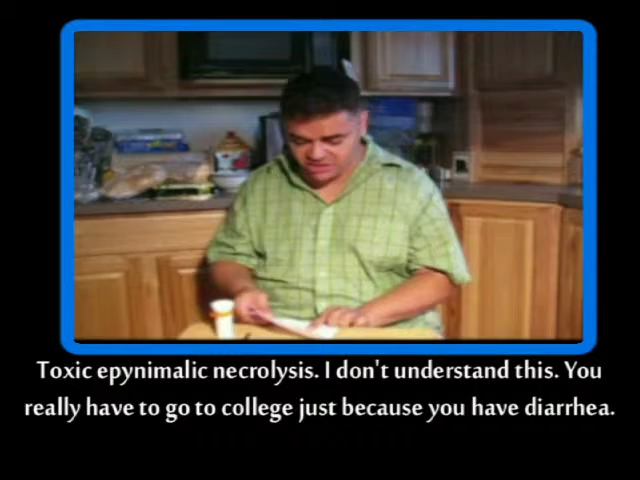 Toxic epynimalic necrolysis. I don't understand this. You
really have to go to college just because you have diarrhea.